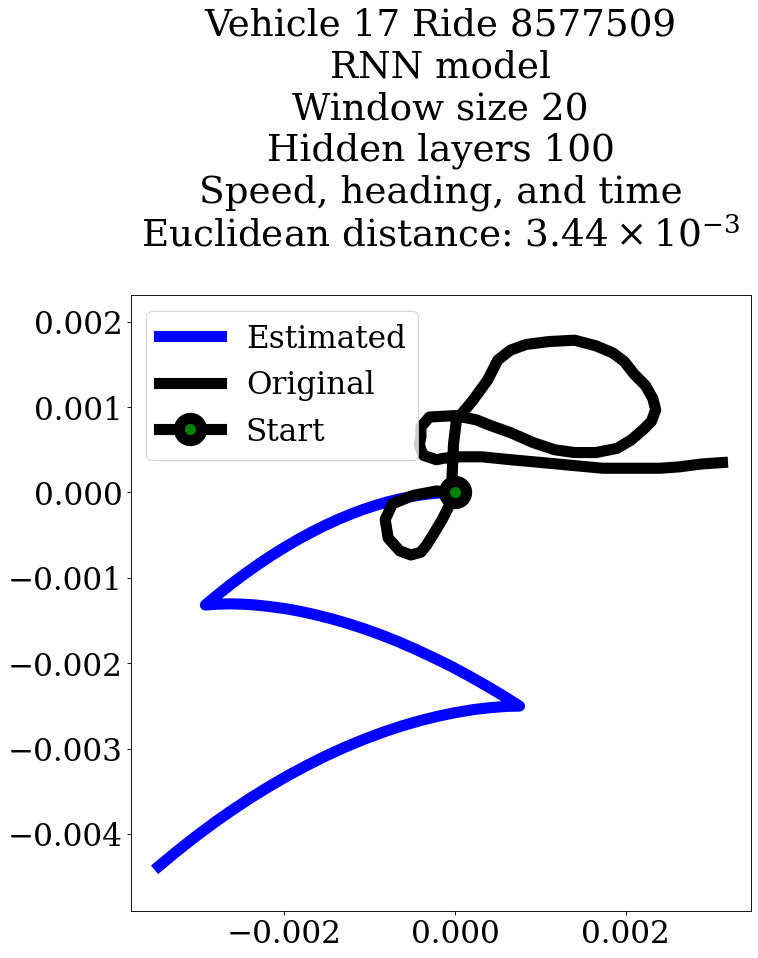 Vehicle 17 Ride 8577509
RNN model
Window size 20
Hidden layers 100
Speed, heading, and time
Euclidean distance: 3.44 × 10⁻³
Estimated
Original
Start
0.002
0.001
0.000
−0.001
−0.002
−0.003
−0.004
−0.002 0.000 0.002